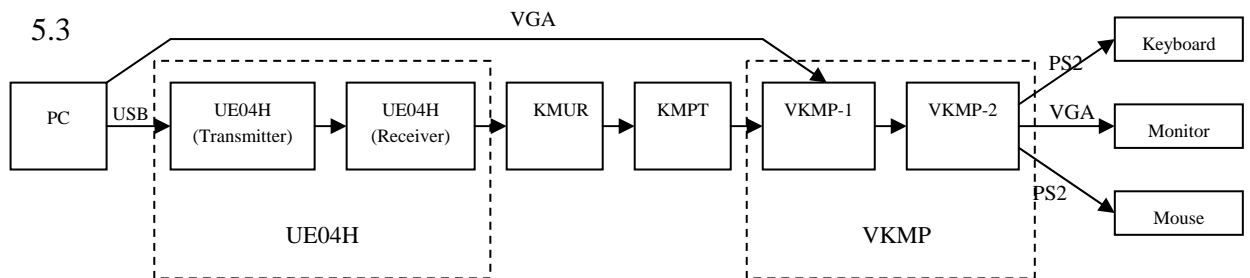 5.3
VGA
PC
USB
UE04H
(Transmitter)
UE04H
(Receiver)
KMUR
KMPT
VKMP-1
VKMP-2
PS2
Keyboard
VGA
Monitor
PS2
Mouse
UE04H
VKMP